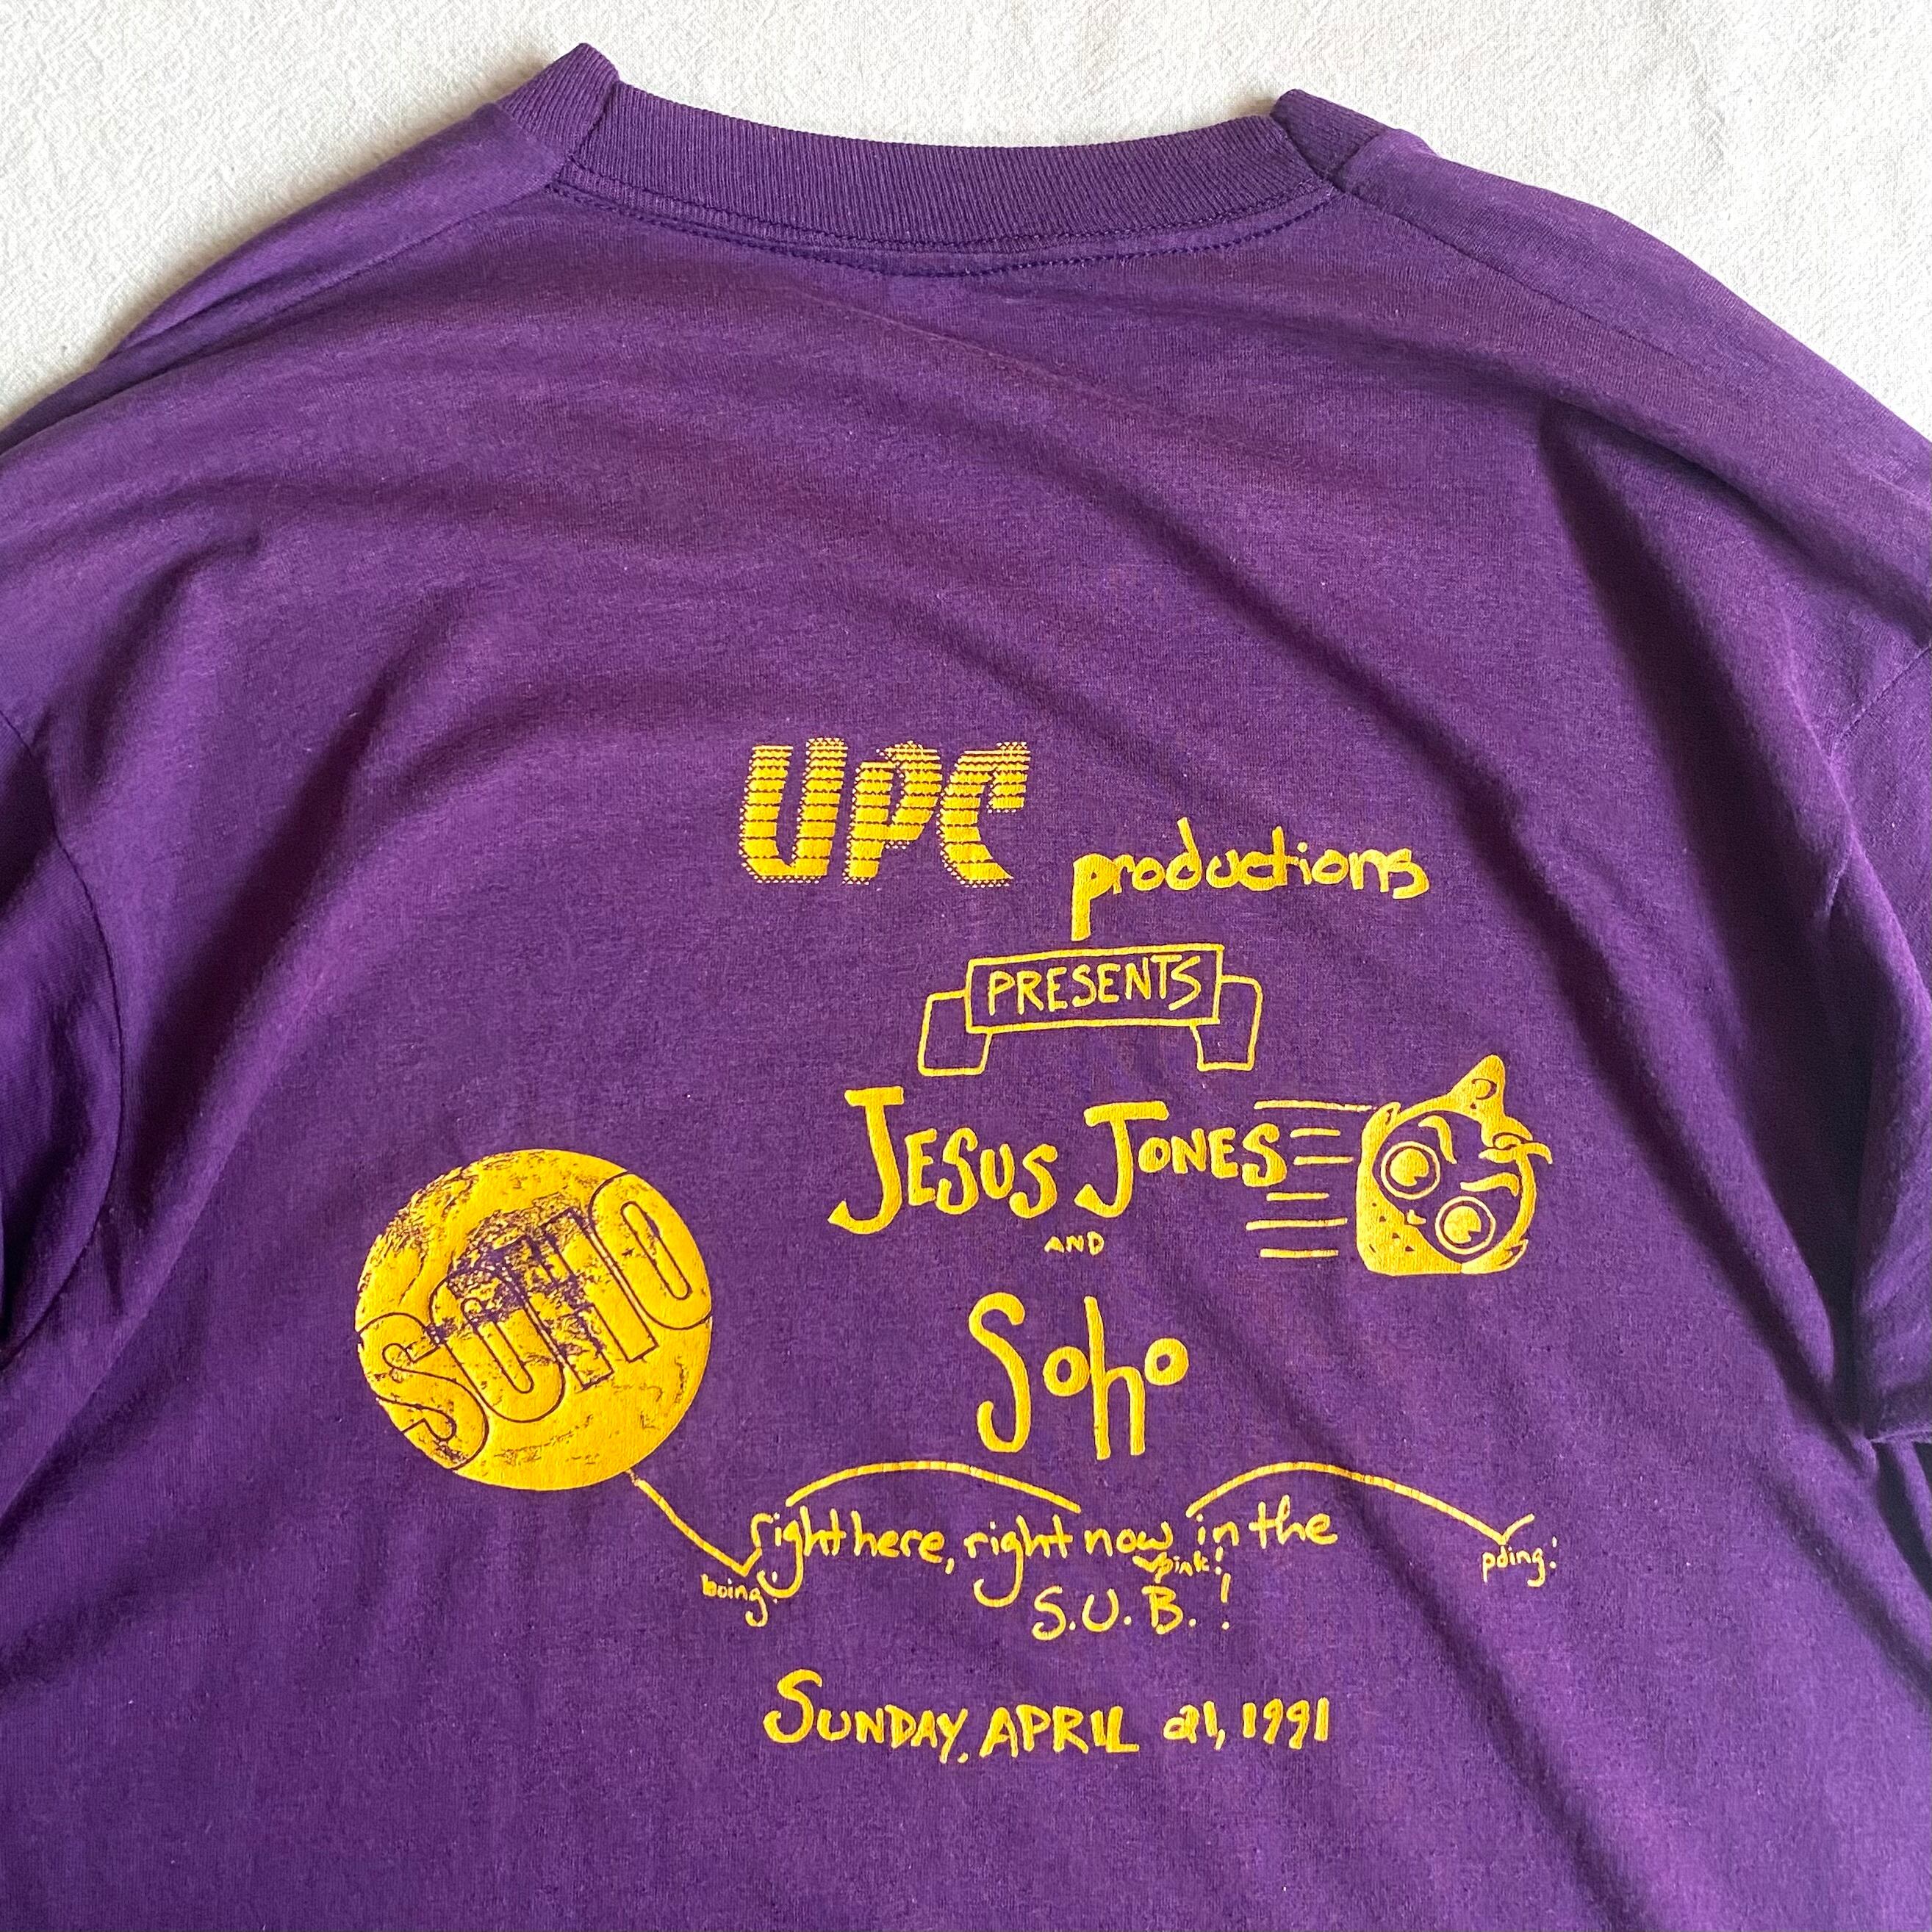 UPC
productions
PRESENTS
JESUS JONES
AND
SOHO
Soho
right here, right now in the
boing!
pink!
pding!
S.U.B.!
SUNDAY, APRIL 21, 1991